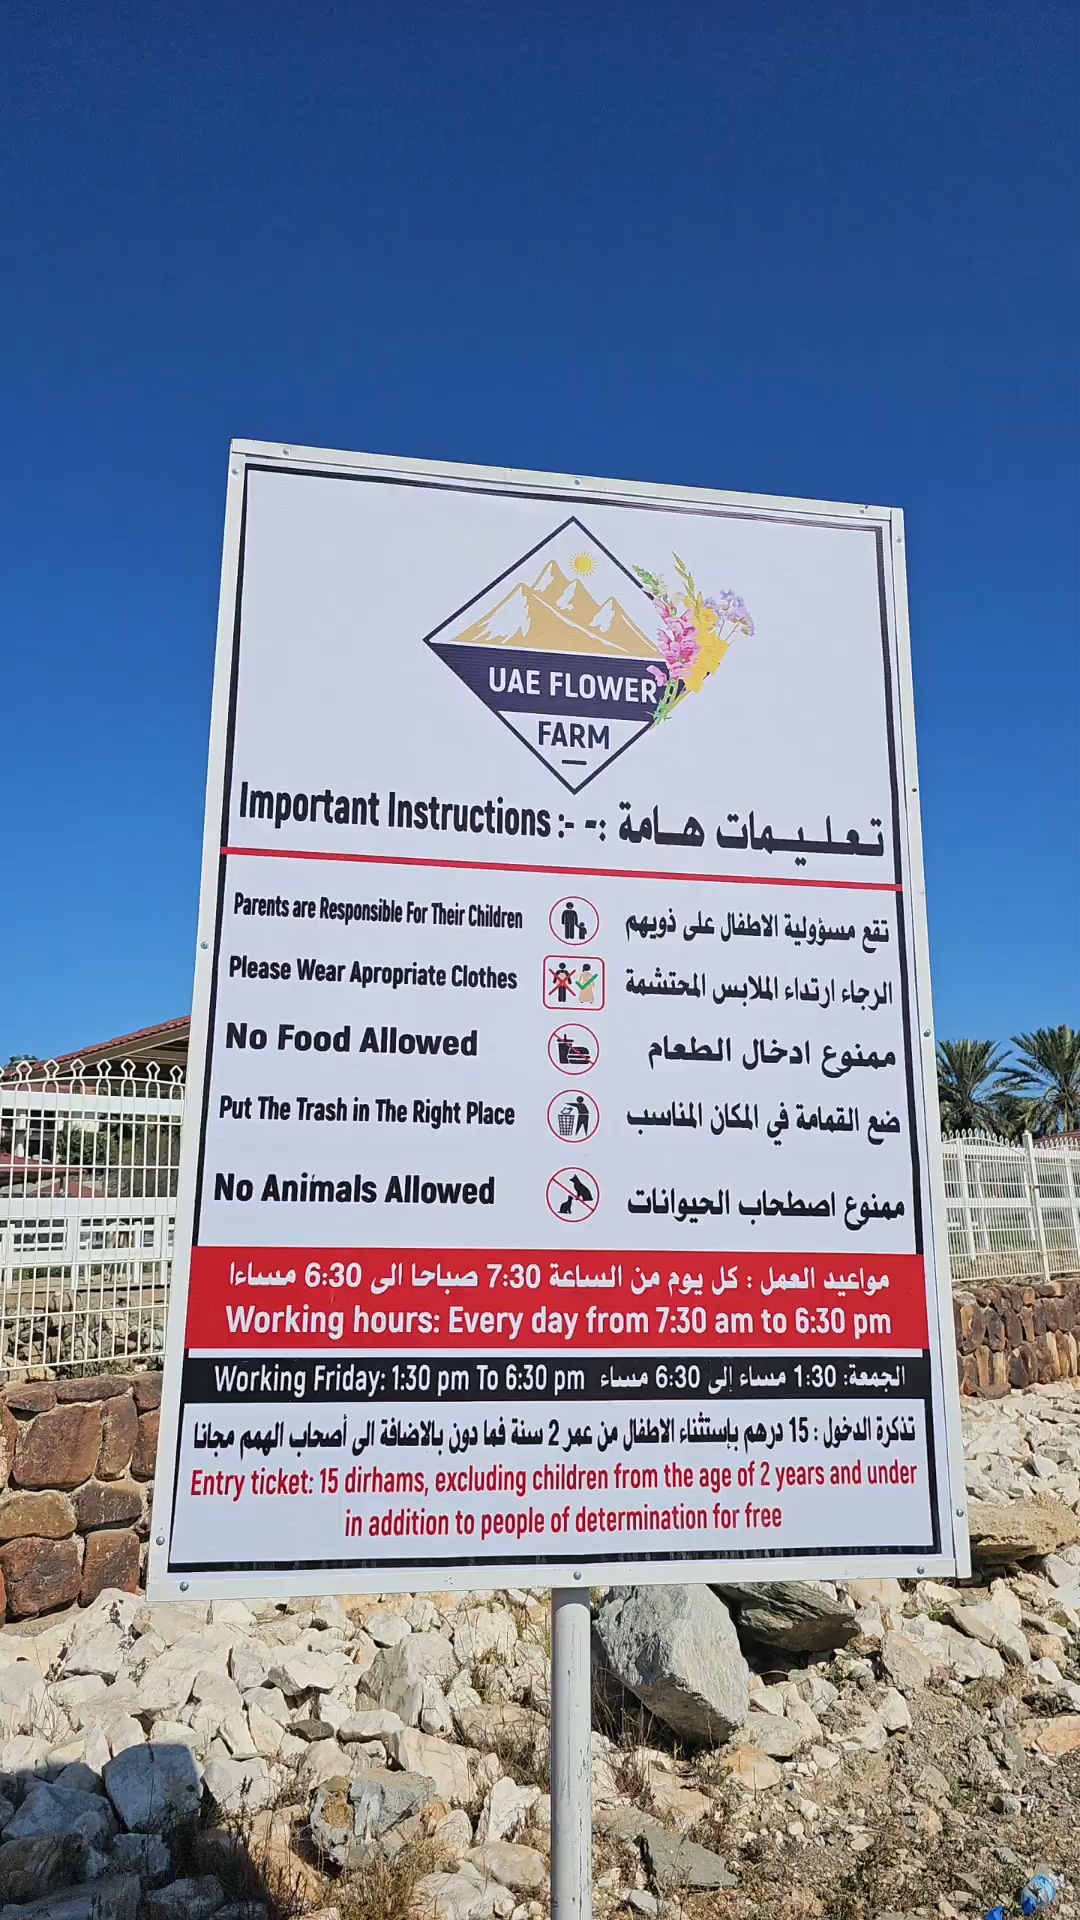 UAE FLOWER
FARM
Important Instructions :- -: تعليمات هامة
Parents are Responsible For Their Children
تقع مسؤولية الاطفال على ذويهم
Please Wear Apropriate Clothes
الرجاء ارتداء الملابس المحتشمة
No Food Allowed
ممنوع ادخال الطعام
Put The Trash in The Right Place
ضع القمامة في المكان المناسب
No Animals Allowed
ممنوع اصطحاب الحيوانات
مواعيد العمل : كل يوم من الساعة 7:30 صباحا الى 6:30 مساءا
Working hours: Every day from 7:30 am to 6:30 pm
Working Friday: 1:30 pm To 6:30 pm
الجمعة: 1:30 مساء إلى 6:30 مساء
تذكرة الدخول : 15 درهم بإستثناء الاطفال من عمر 2 سنة فما دون بالاضافة الى أصحاب الهمم مجانا
Entry ticket: 15 dirhams, excluding children from the age of 2 years and under
in addition to people of determination for free